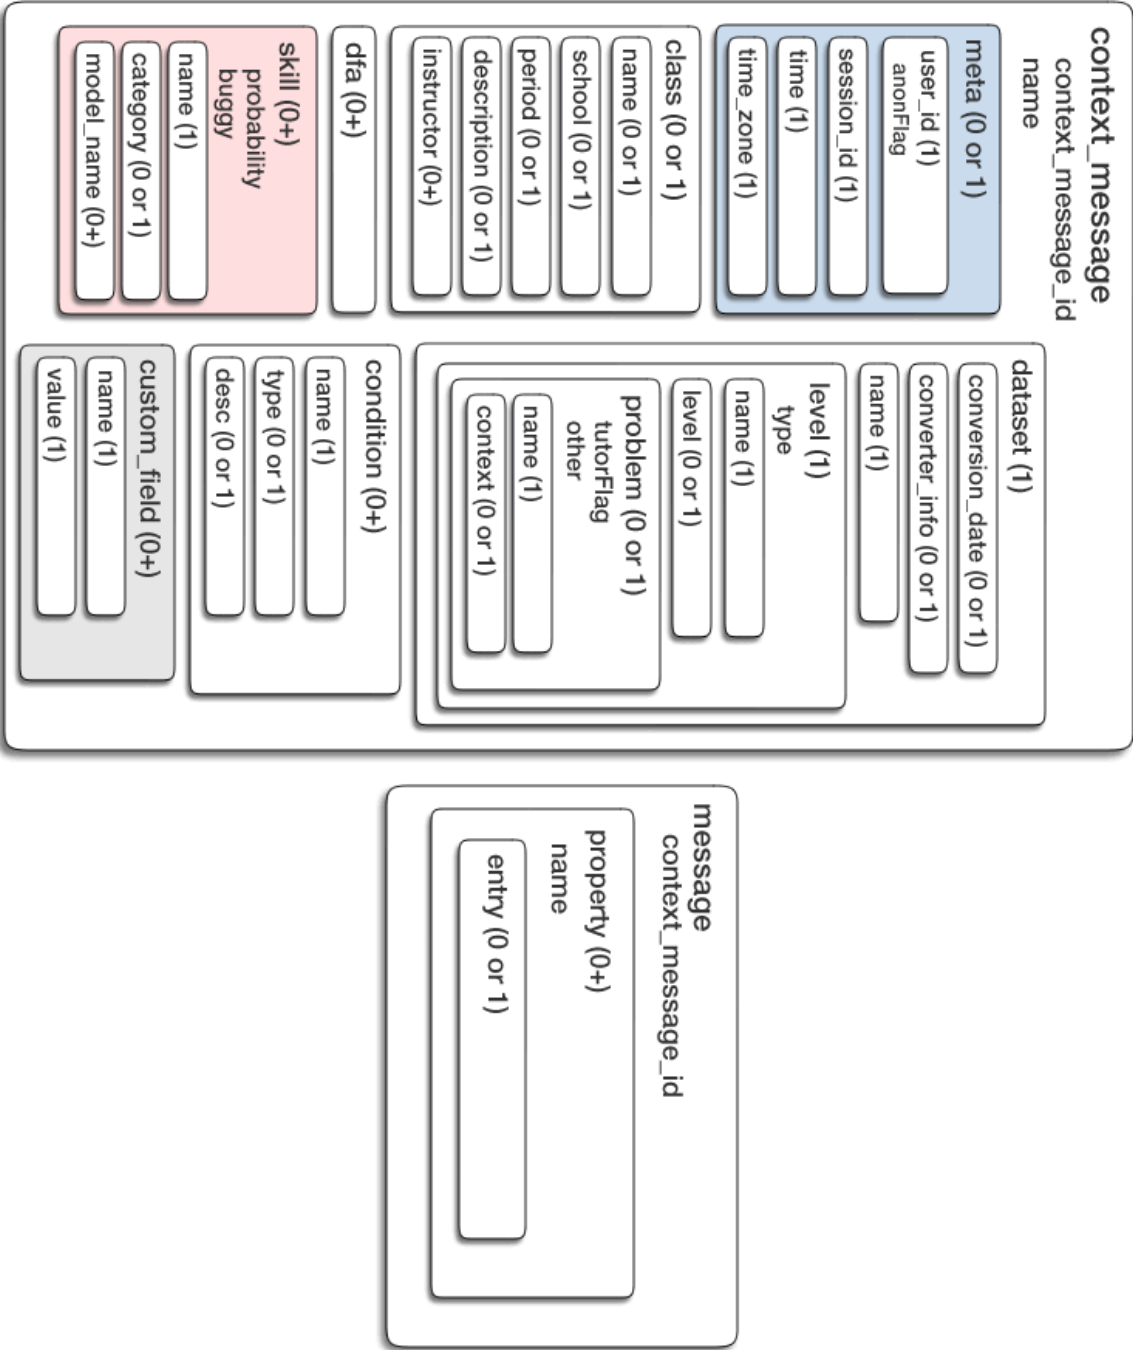 context_message
context_message_id
name
meta (0 or 1)
user_id (1)
anonFlag
session_id (1)
time (1)
time_zone (1)
class (0 or 1)
name (0 or 1)
school (0 or 1)
period (0 or 1)
description (0 or 1)
instructor (0+)
dfa (0+)
skill (0+)
probability
buggy
name (1)
category (0 or 1)
model_name (0+)
dataset (1)
conversion_date (0 or 1)
converter_info (0 or 1)
name (1)
level (1)
type
name (1)
level (0 or 1)
problem (0 or 1)
tutorFlag
other
name (1)
context (0 or 1)
condition (0+)
name (1)
type (0 or 1)
desc (0 or 1)
custom_field (0+)
name (1)
value (1)
message
context_message_id
property (0+)
name
entry (0 or 1)